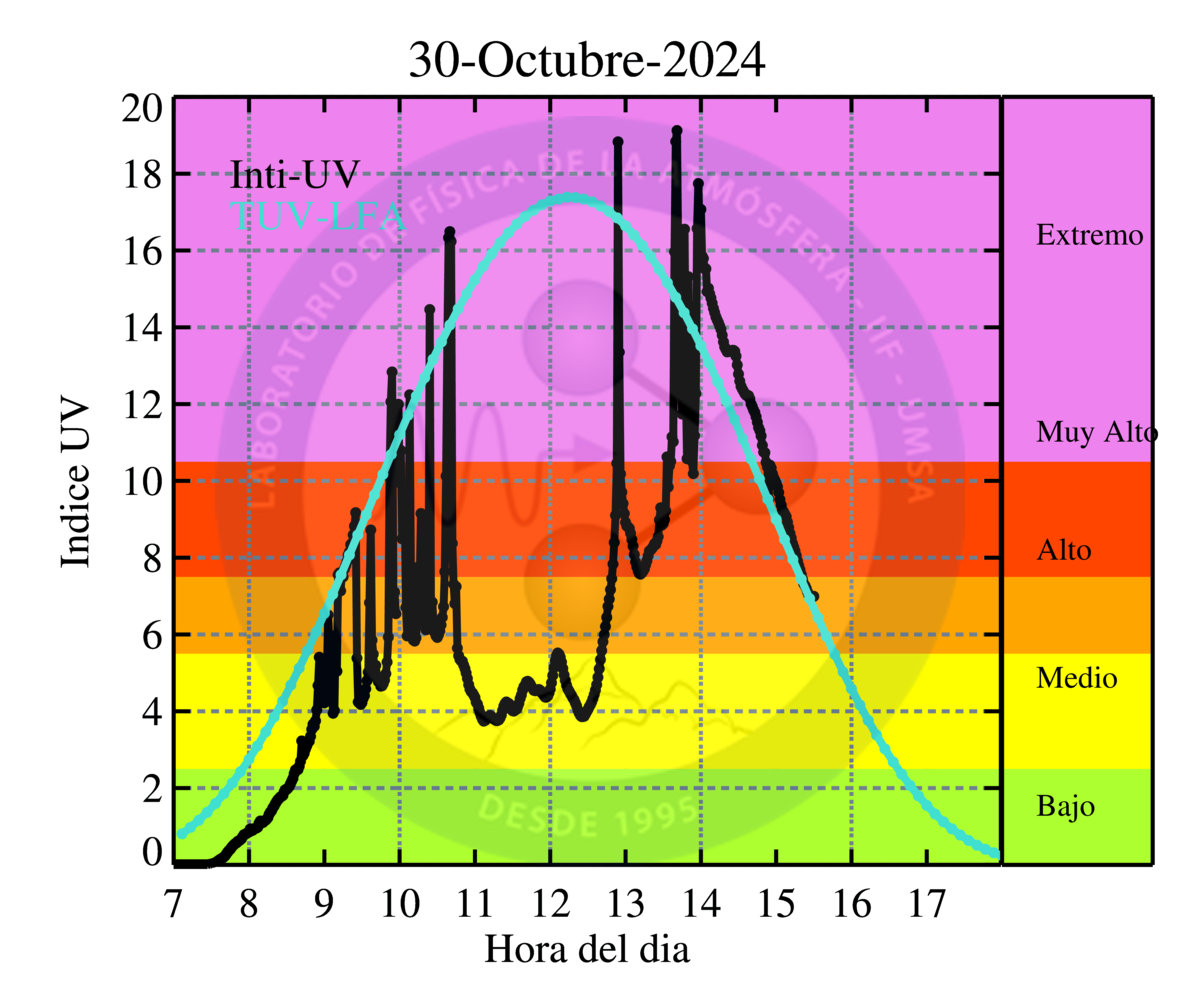 30-Octubre-2024
20
18
16
14
12
10
8
6
4
2
0
Indice UV
Inti-UV
TUV-LFA
LABORATORIO DE FÍSICA DE LA ATMÓSFERA - IIF - UMSA
DESDE 1995
Extremo
Muy Alto
Alto
Medio
Bajo
7 8 9 10 11 12 13 14 15 16 17
Hora del dia